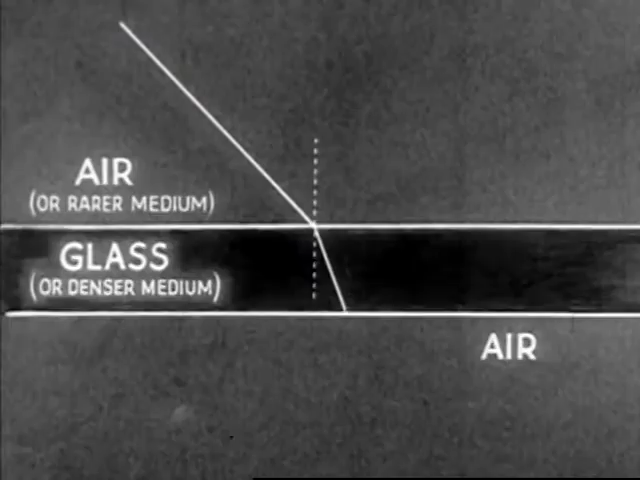 AIR
(OR RARER MEDIUM)
GLASS
(OR DENSER MEDIUM)
AIR